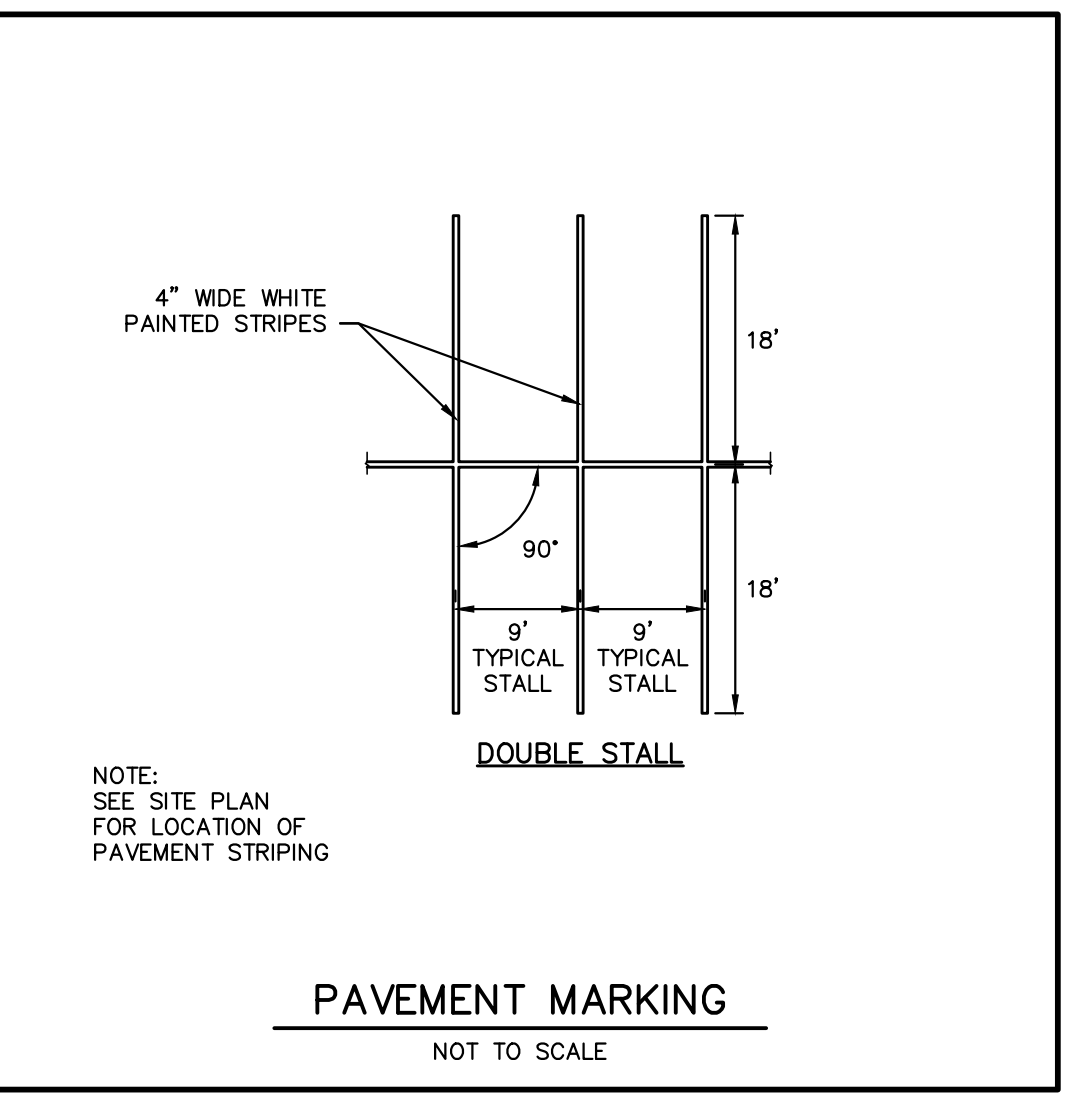 4" WIDE WHITE
PAINTED STRIPES
18'
90°
18'
9'
TYPICAL
STALL
9'
TYPICAL
STALL
DOUBLE STALL
NOTE:
SEE SITE PLAN
FOR LOCATION OF
PAVEMENT STRIPING
PAVEMENT MARKING
NOT TO SCALE